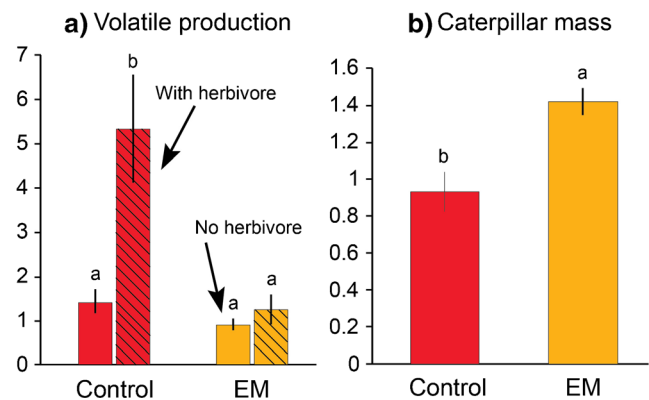 a) Volatile production
7
6
5
4
3
2
1
0
b
With herbivore
No herbivore
a
a
a
Control
EM
b) Caterpillar mass
1.6
1.4
1.2
1
0.8
0.6
0.4
0.2
0
b
a
Control
EM